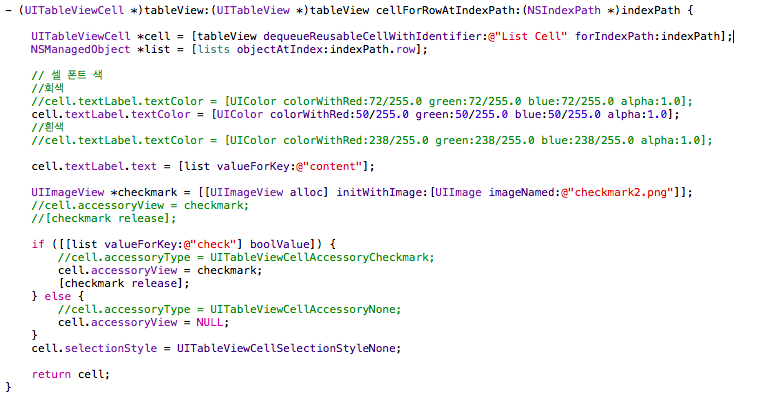 - (UITableViewCell *)tableView:(UITableView *)tableView cellForRowAtIndexPath:(NSIndexPath *)indexPath {
UITableViewCell *cell = [tableView dequeueReusableCellWithIdentifier:@"List Cell" forIndexPath:indexPath];
NSManagedObject *list = [lists objectAtIndex:indexPath.row];
// 셀 폰트 색
//회색
//cell.textLabel.textColor = [UIColor colorWithRed:72/255.0 green:72/255.0 blue:72/255.0 alpha:1.0];
cell.textLabel.textColor = [UIColor colorWithRed:50/255.0 green:50/255.0 blue:50/255.0 alpha:1.0];
//흰색
//cell.textLabel.textColor = [UIColor colorWithRed:238/255.0 green:238/255.0 blue:238/255.0 alpha:1.0];
cell.textLabel.text = [list valueForKey:@"content"];
UIImageView *checkmark = [[UIImageView alloc] initWithImage:[UIImage imageNamed:@"checkmark2.png"]];
//cell.accessoryView = checkmark;
//[checkmark release];
if ([[list valueForKey:@"check"] boolValue]) {
//cell.accessoryType = UITableViewCellAccessoryCheckmark;
cell.accessoryView = checkmark;
[checkmark release];
} else {
//cell.accessoryType = UITableViewCellAccessoryNone;
cell.accessoryView = NULL;
}
cell.selectionStyle = UITableViewCellSelectionStyleNone;
return cell;
}